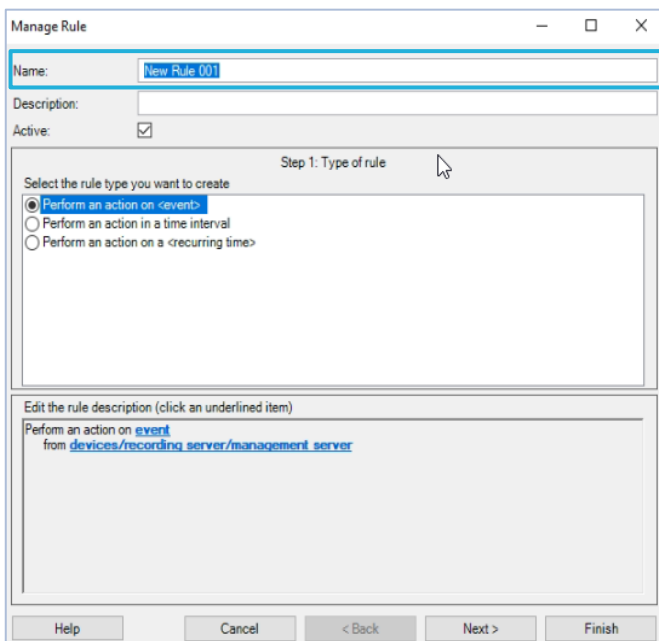 Manage Rule
Name: New Rule 001
Description:
Active:
Step 1: Type of rule
Select the rule type you want to create
Perform an action on <event>
Perform an action in a time interval
Perform an action on a <recurring time>
Edit the rule description (click an underlined item)
Perform an action on event
from devices/recording server/management server
Help Cancel < Back Next > Finish